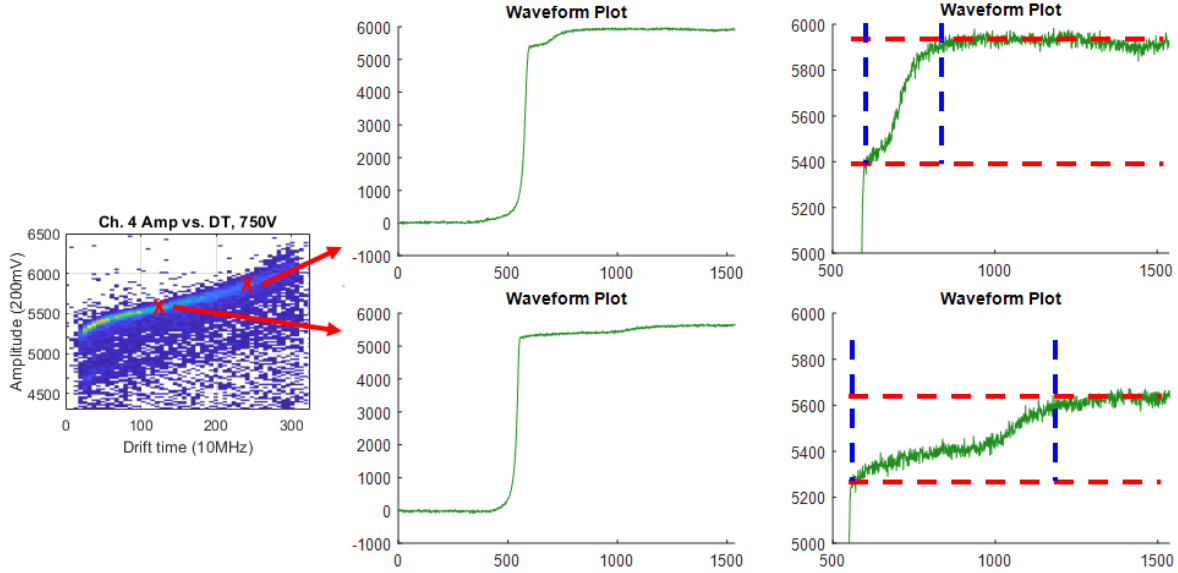 Ch. 4 Amp vs. DT, 750V
6500
6000
5500
5000
4500
Amplitude (200mV)
0 100 200 300
Drift time (10MHz)
X
X
Waveform Plot
6000
5000
4000
3000
2000
1000
0
-1000
0 500 1000 1500
Waveform Plot
6000
5800
5600
5400
5200
5000
500 1000 1500
Waveform Plot
6000
5000
4000
3000
2000
1000
0
-1000
0 500 1000 1500
Waveform Plot
6000
5800
5600
5400
5200
5000
500 1000 1500